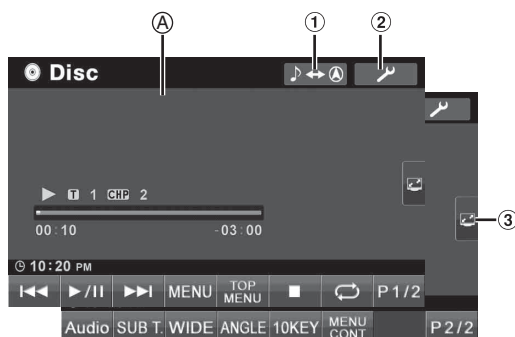 A 1 2
Disc
T 1 CHP 2
00:10 -03:00
3
10:20 PM
MENU TOP MENU P1/2
Audio SUB T. WIDE ANGLE 10KEY MENU CONT P2/2